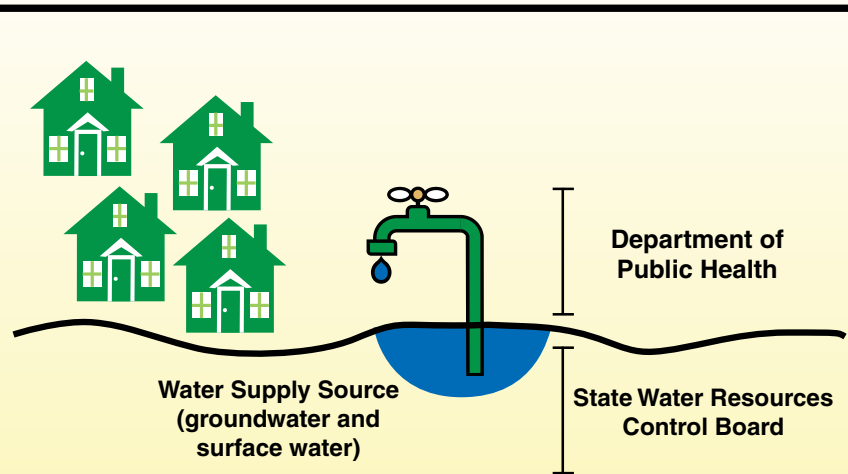 Department of
Public Health
Water Supply Source
(groundwater and
surface water)
State Water Resources
Control Board